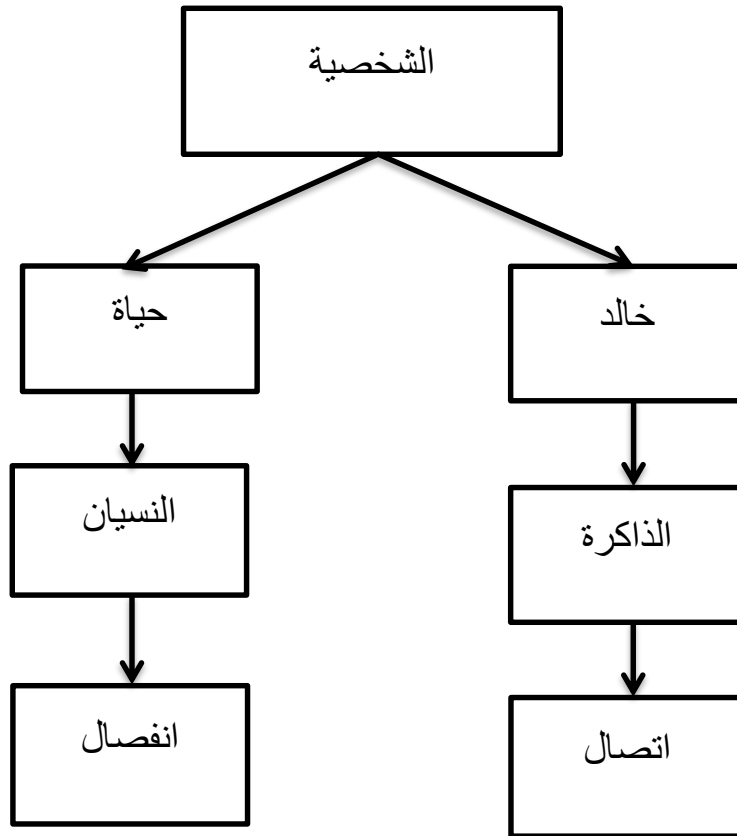 الشخصية
خالد
حياة
الذاكرة
النسيان
اتصال
انفصال